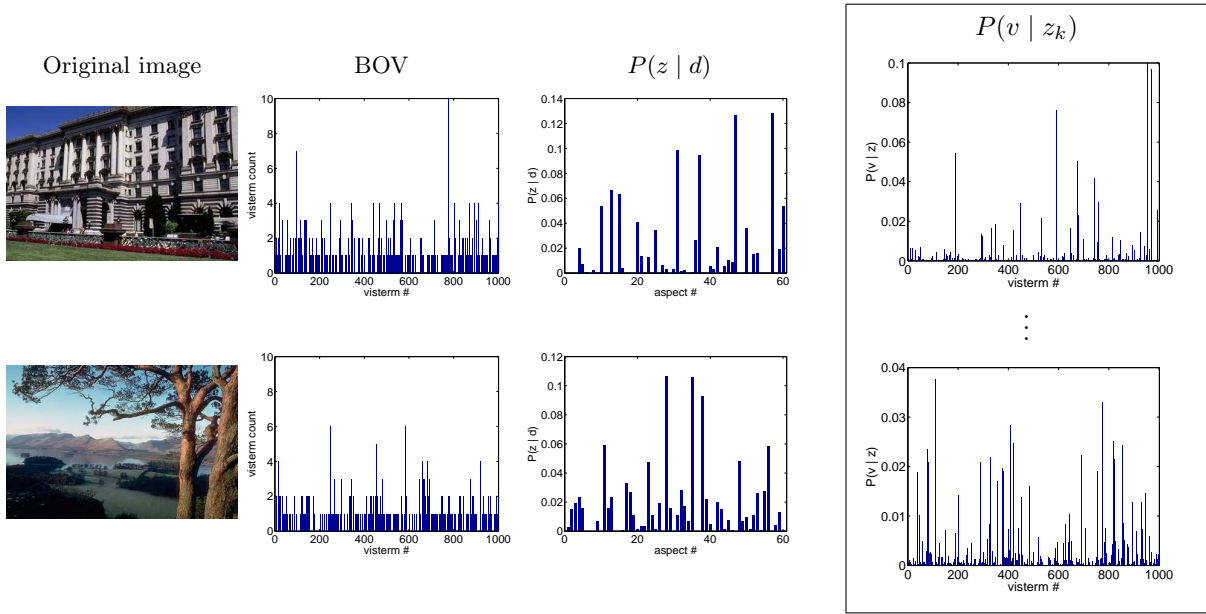 Original image
BOV
P(z | d)
P(v | z_k)
10
8
6
4
2
0
visterm count
0 200 400 600 800 1000
visterm #
0.14
0.12
0.1
0.08
0.06
0.04
0.02
0
P(z | d)
0 20 40 60
aspect #
0.1
0.08
0.06
0.04
0.02
0
P(v | z)
0 200 400 600 800 1000
visterm #
10
8
6
4
2
0
visterm count
0 200 400 600 800 1000
visterm #
0.12
0.1
0.08
0.06
0.04
0.02
0
P(z | d)
0 20 40 60
aspect #
0.04
0.03
0.02
0.01
0
P(v | z)
0 200 400 600 800 1000
visterm #